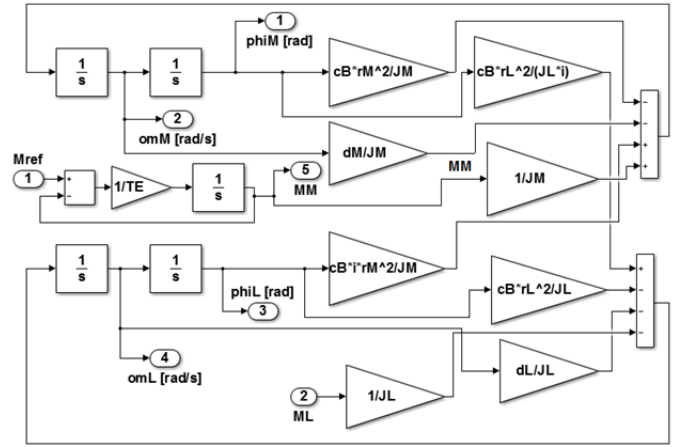 1
phiM [rad]
1
s
1
s
cB*rM^2/JM
cB*rL^2/(JL*i)
−
−
+
+
2
omM [rad/s]
dM/JM
Mref
1
+
−
1/TE
1
s
5
MM
MM
1/JM
1
s
1
s
cB*i*rM^2/JM
phiL [rad]
3
cB*rL^2/JL
+
−
−
−
4
omL [rad/s]
2
ML
1/JL
dL/JL